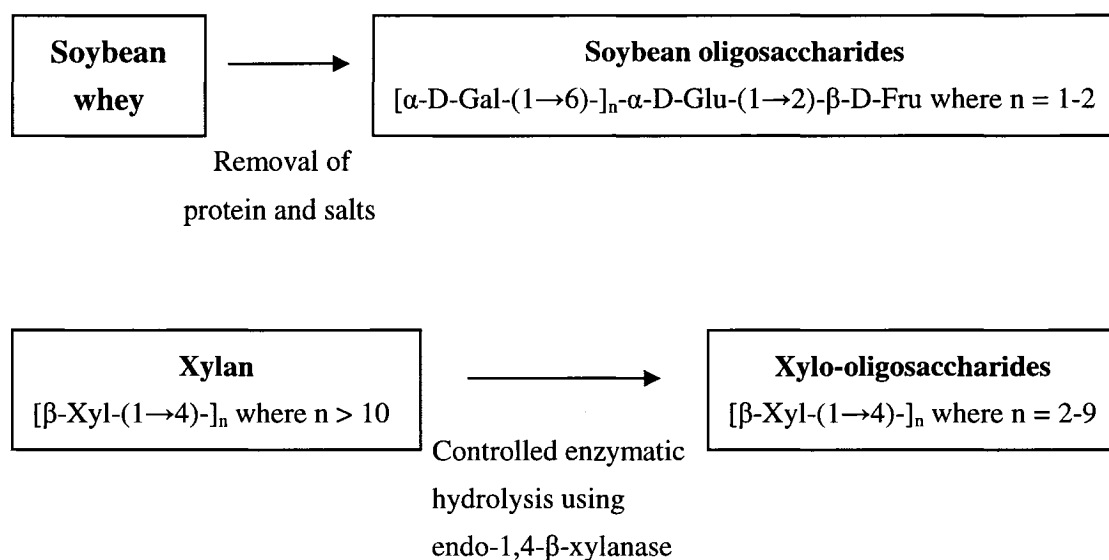 Soybean
whey
Soybean oligosaccharides
[α-D-Gal-(1→6)-]ₙ-α-D-Glu-(1→2)-β-D-Fru where n = 1-2
Removal of
protein and salts
Xylan
[β-Xyl-(1→4)-]ₙ where n > 10
Xylo-oligosaccharides
[β-Xyl-(1→4)-]ₙ where n = 2-9
Controlled enzymatic
hydrolysis using
endo-1,4-β-xylanase